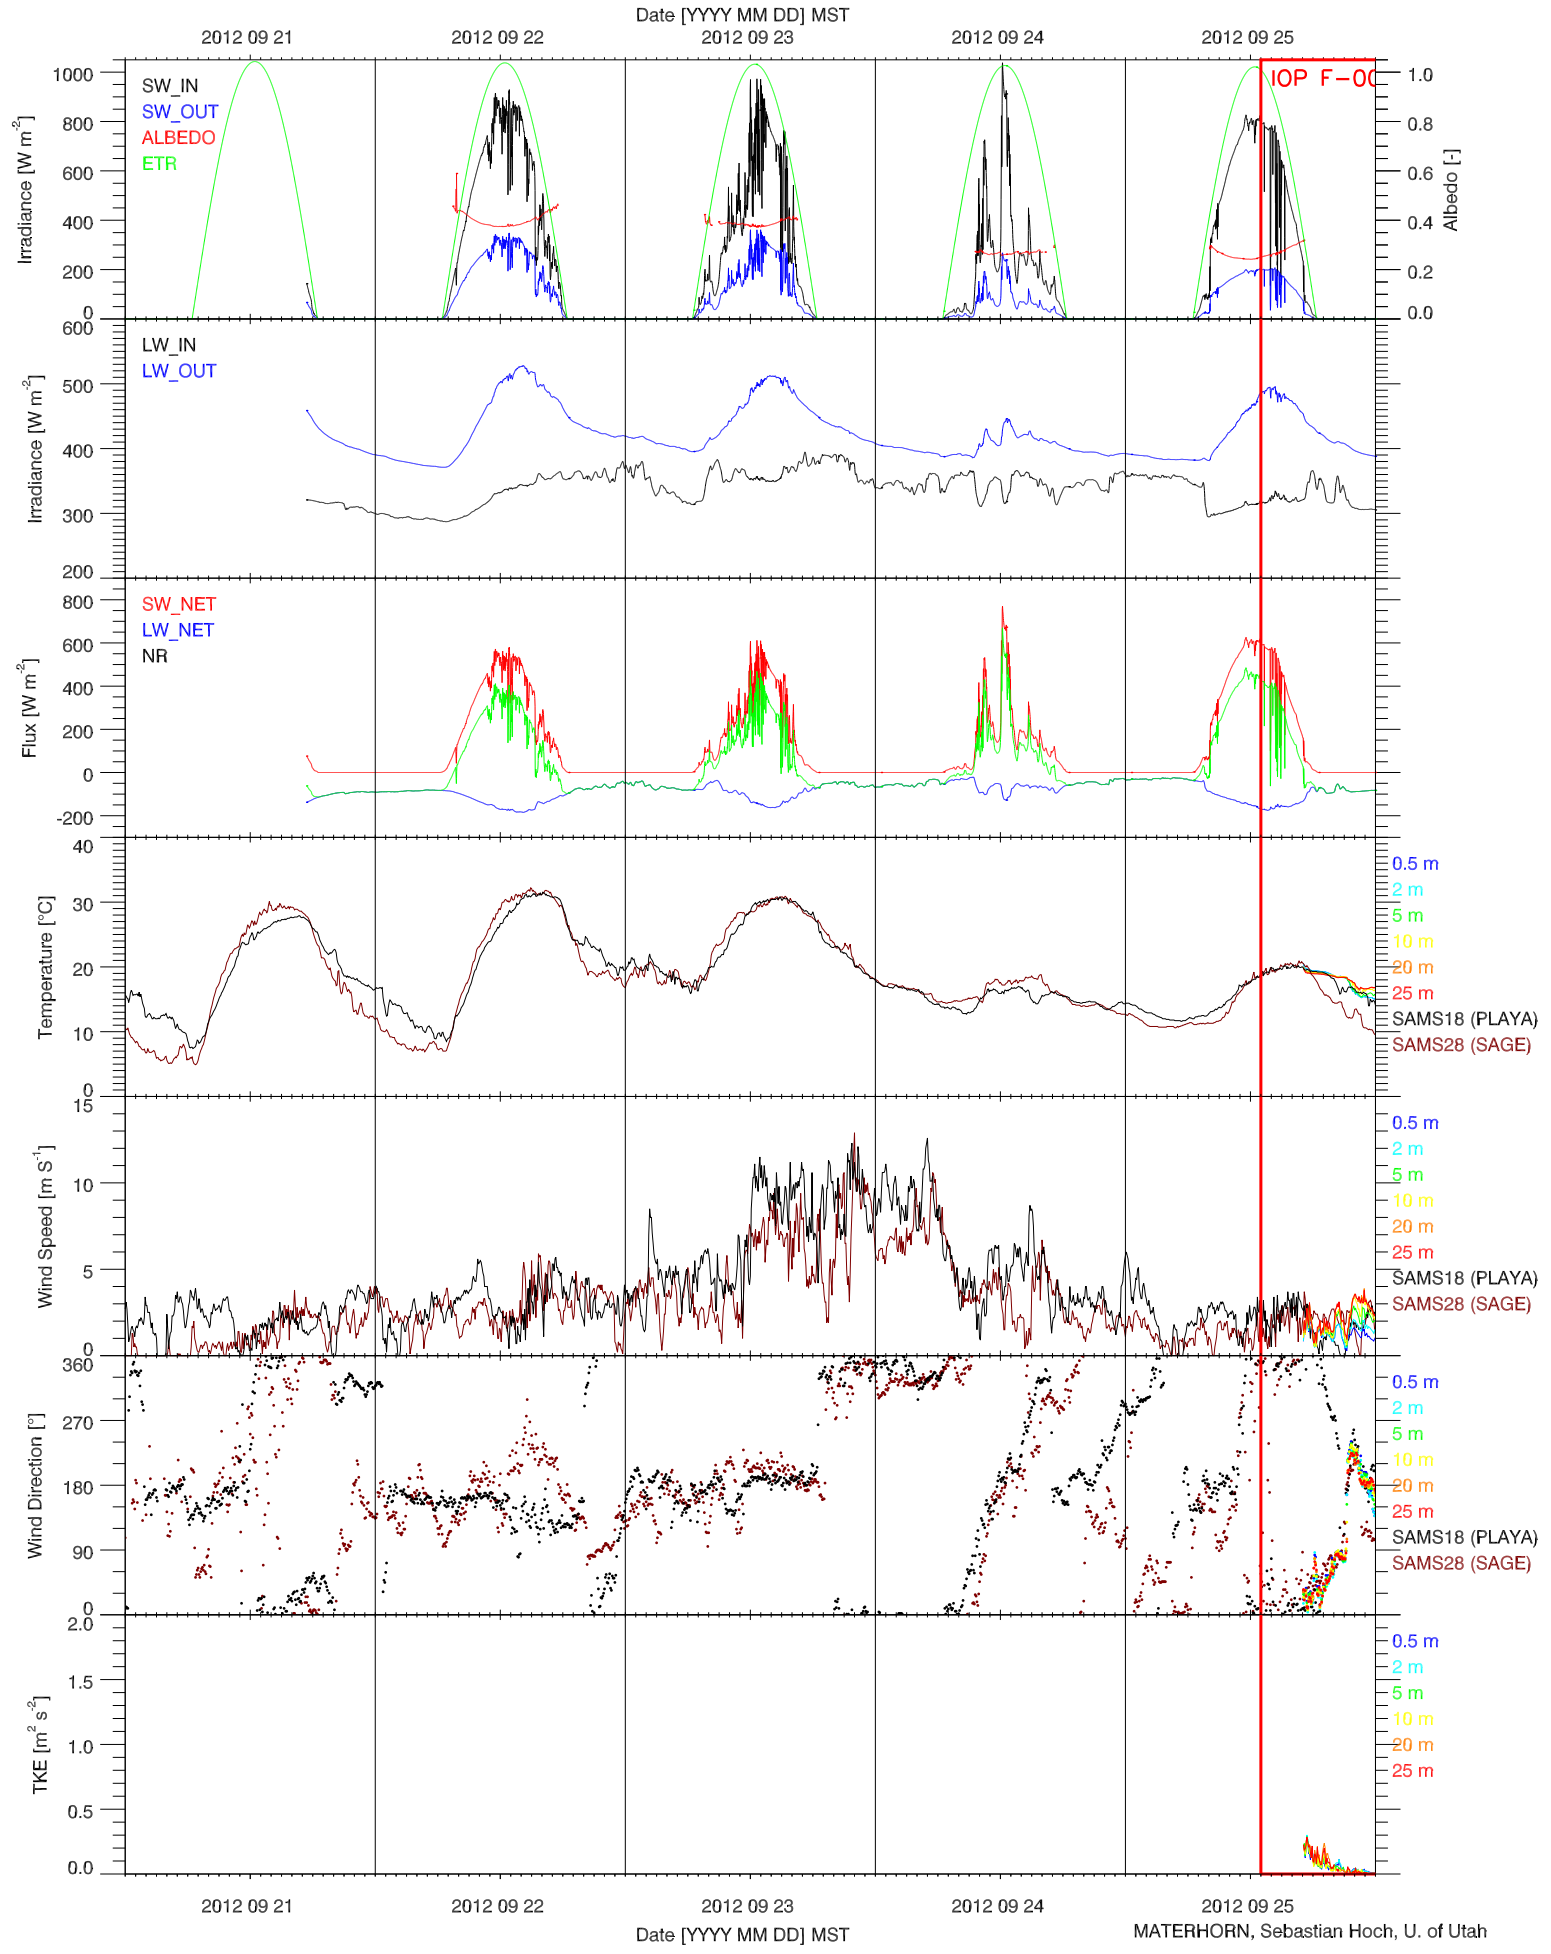 Date [YYYY MM DD] MST
2012 09 21 2012 09 22 2012 09 23 2012 09 24 2012 09 25
Irradiance [W m-2]
1000
800
600
400
200
0
SW_IN
SW_OUT
ALBEDO
ETR
IOP F-00
1.0
0.8
0.6
0.4
0.2
0.0
Albedo [-]
Irradiance [W m-2]
600
500
400
300
200
LW_IN
LW_OUT
Flux [W m-2]
800
600
400
200
0
-200
SW_NET
LW_NET
NR
Temperature [°C]
40
30
20
10
0
0.5 m
2 m
5 m
10 m
20 m
25 m
SAMS18 (PLAYA)
SAMS28 (SAGE)
Wind Speed [m S-1]
15
10
5
0
0.5 m
2 m
5 m
10 m
20 m
25 m
SAMS18 (PLAYA)
SAMS28 (SAGE)
Wind Direction [°]
360
270
180
90
0
0.5 m
2 m
5 m
10 m
20 m
25 m
SAMS18 (PLAYA)
SAMS28 (SAGE)
TKE [m2 s-2]
2.0
1.5
1.0
0.5
0.0
0.5 m
2 m
5 m
10 m
20 m
25 m
2012 09 21 2012 09 22 2012 09 23 2012 09 24 2012 09 25
Date [YYYY MM DD] MST
MATERHORN, Sebastian Hoch, U. of Utah